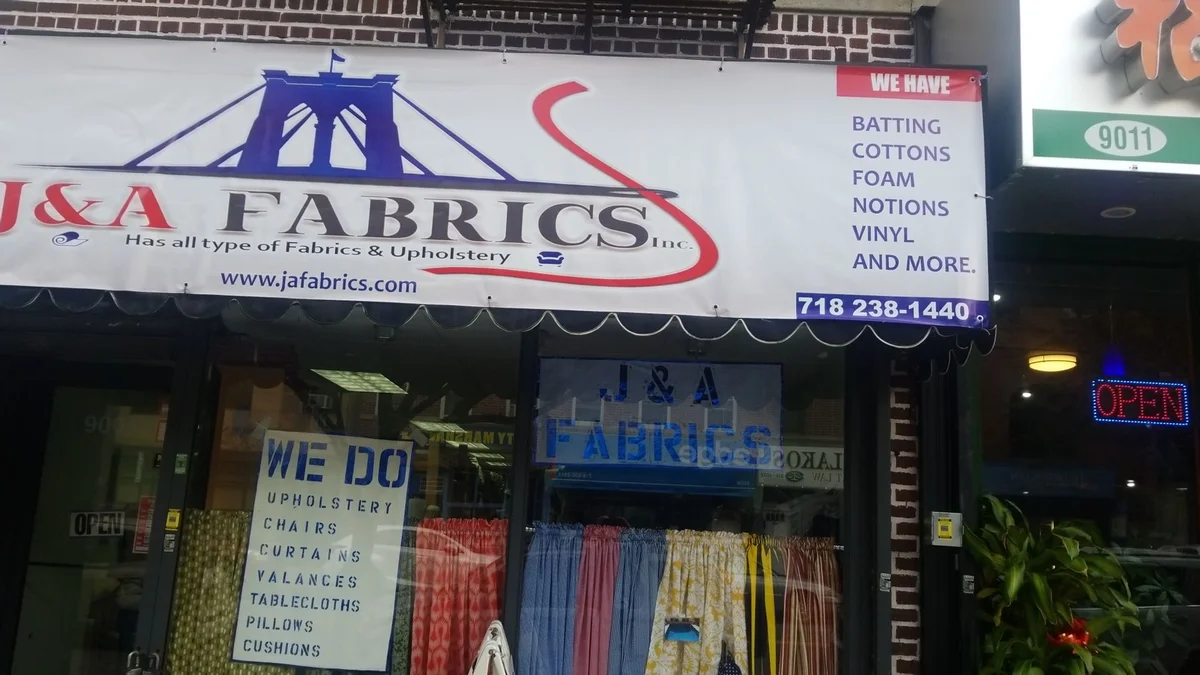 J&A FABRICS Inc.
Has all type of Fabrics & Upholstery
www.jafabrics.com
WE HAVE
BATTING
COTTONS
FOAM
NOTIONS
VINYL
AND MORE.
718 238-1440
9011
OPEN
J & A
FABRICS
WE DO
UPHOLSTERY
CHAIRS
CURTAINS
VALANCES
TABLECLOTHS
PILLOWS
CUSHIONS
OPEN